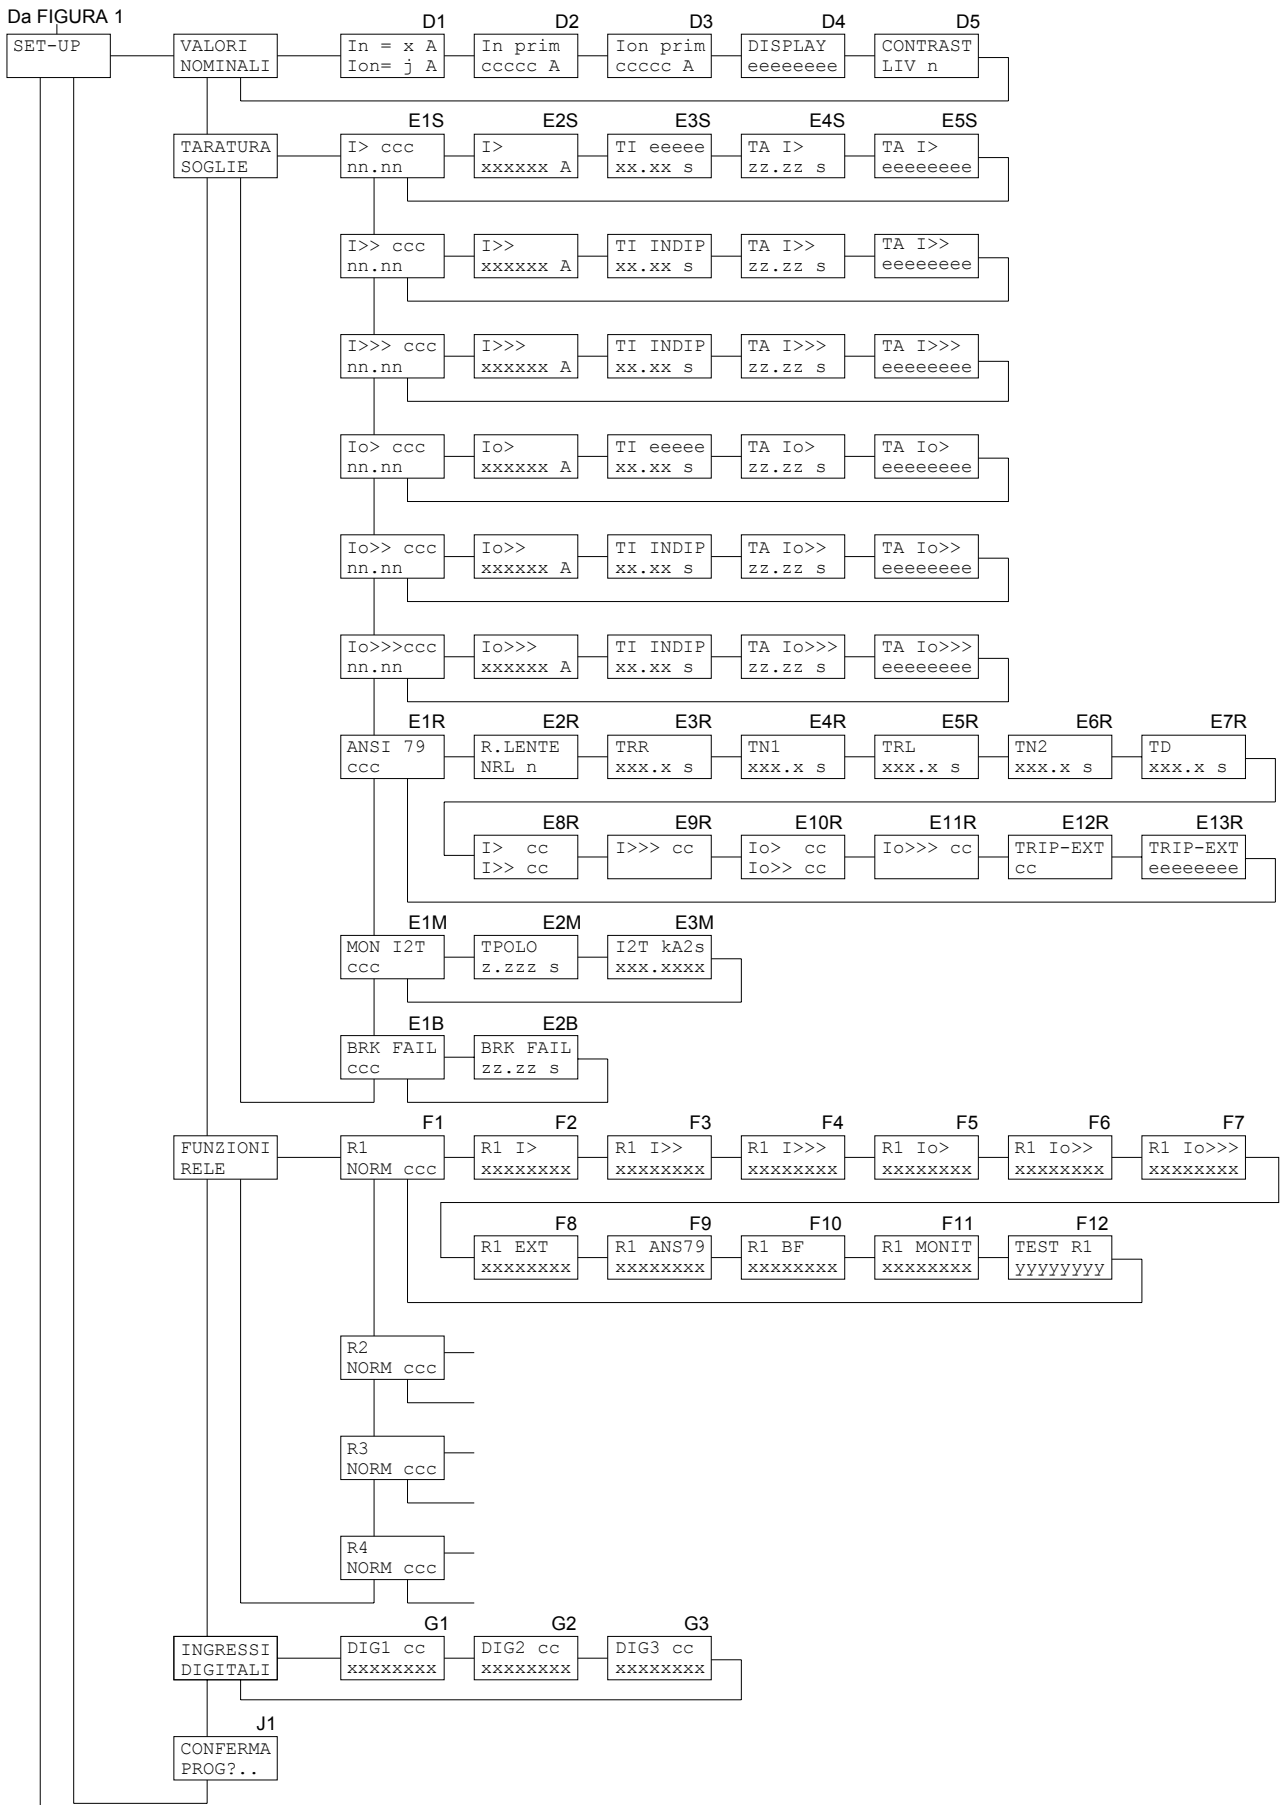 Da FIGURA 1
D1 D2 D3 D4 D5
SET-UP VALORI In = x A In prim Ion prim DISPLAY CONTRAST
NOMINALI Ion= j A ccccc A ccccc A eeeeeeee LIV n
E1S E2S E3S E4S E5S
TARATURA I> ccc I> TI eeeee TA I> TA I>
SOGLIE nn.nn xxxxxx A xx.xx s zz.zz s eeeeeeee
I>> ccc I>> TI INDIP TA I>> TA I>>
nn.nn xxxxxx A xx.xx s zz.zz s eeeeeeee
I>>> ccc I>>> TI INDIP TA I>>> TA I>>>
nn.nn xxxxxx A xx.xx s zz.zz s eeeeeeee
Io> ccc Io> TI eeeee TA Io> TA Io>
nn.nn xxxxxx A xx.xx s zz.zz s eeeeeeee
Io>> ccc Io>> TI INDIP TA Io>> TA Io>>
nn.nn xxxxxx A xx.xx s zz.zz s eeeeeeee
Io>>>ccc Io>>> TI INDIP TA Io>>> TA Io>>>
nn.nn xxxxxx A xx.xx s zz.zz s eeeeeeee
E1R E2R E3R E4R E5R E6R E7R
ANSI 79 R.LENTE TRR TN1 TRL TN2 TD
ccc NRL n xxx.x s xxx.x s xxx.x s xxx.x s xxx.x s
E8R E9R E10R E11R E12R E13R
I> cc I>>> cc Io> cc Io>>> cc TRIP-EXT TRIP-EXT
I>> cc Io>> cc cc eeeeeeee
E1M E2M E3M
MON I2T TPOLO I2T kA2s
ccc z.zzz s xxx.xxxx
E1B E2B
BRK FAIL BRK FAIL
ccc zz.zz s
F1 F2 F3 F4 F5 F6 F7
FUNZIONI R1 R1 I> R1 I>> R1 I>>> R1 Io> R1 Io>> R1 Io>>>
RELE NORM ccc xxxxxxxx xxxxxxxx xxxxxxxx xxxxxxxx xxxxxxxx xxxxxxxx
F8 F9 F10 F11 F12
R1 EXT R1 ANS79 R1 BF R1 MONIT TEST R1
xxxxxxxx xxxxxxxx xxxxxxxx xxxxxxxx yyyyyyyy
R2
NORM ccc
R3
NORM ccc
R4
NORM ccc
G1 G2 G3
INGRESSI DIG1 cc DIG2 cc DIG3 cc
DIGITALI xxxxxxxx xxxxxxxx xxxxxxxx
J1
CONFERMA
PROG?..